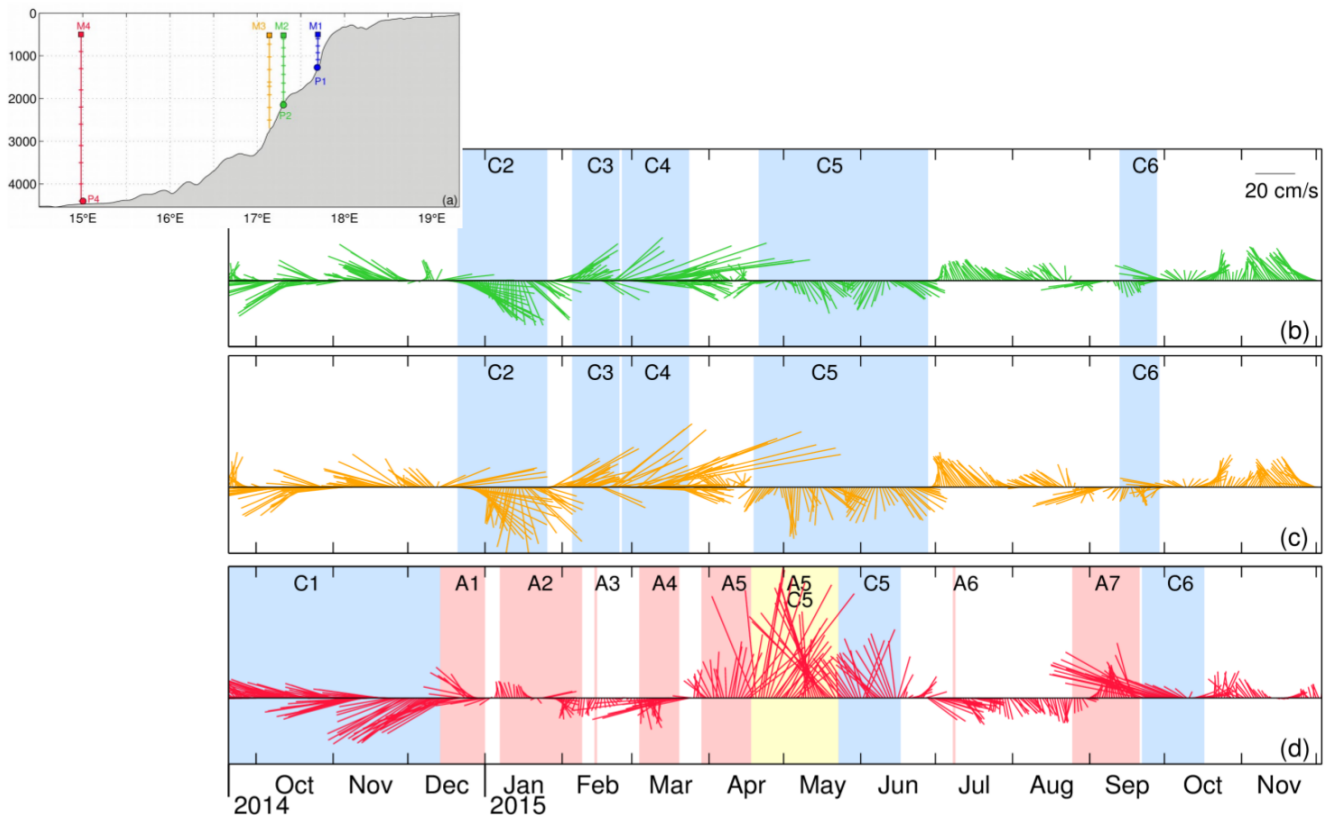 0
1000
2000
3000
4000
M4 M3 M2 M1
P1
P2
P4
(a)
15°E 16°E 17°E 18°E 19°E
C2 C3 C4 C5 C6
20 cm/s
(b)
C2 C3 C4 C5 C6
(c)
C1 A1 A2 A3 A4 A5 A5 C5 A6 A7 C6
C5
(d)
Oct Nov Dec Jan Feb Mar Apr May Jun Jul Aug Sep Oct Nov
2014 2015